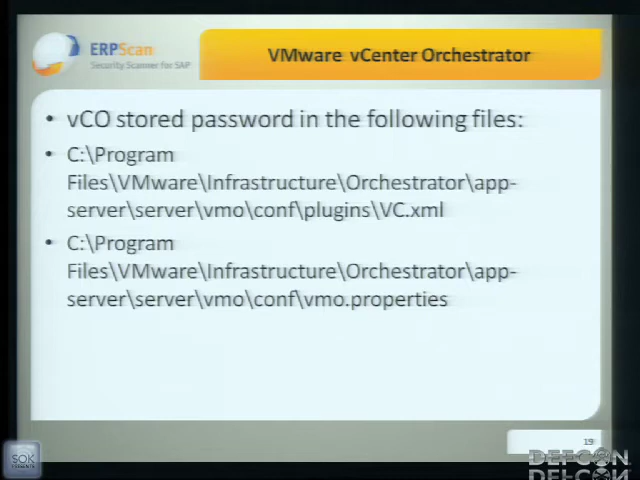 ERPScan
Security Scanner for SAP
VMware vCenter Orchestrator
• vCO stored password in the following files:
• C:\Program
Files\VMware\Infrastructure\Orchestrator\app-
server\server\vmo\conf\plugins\VC.xml
• C:\Program
Files\VMware\Infrastructure\Orchestrator\app-
server\server\vmo\conf\vmo.properties
19
SOK
DEFCON
DEFCON